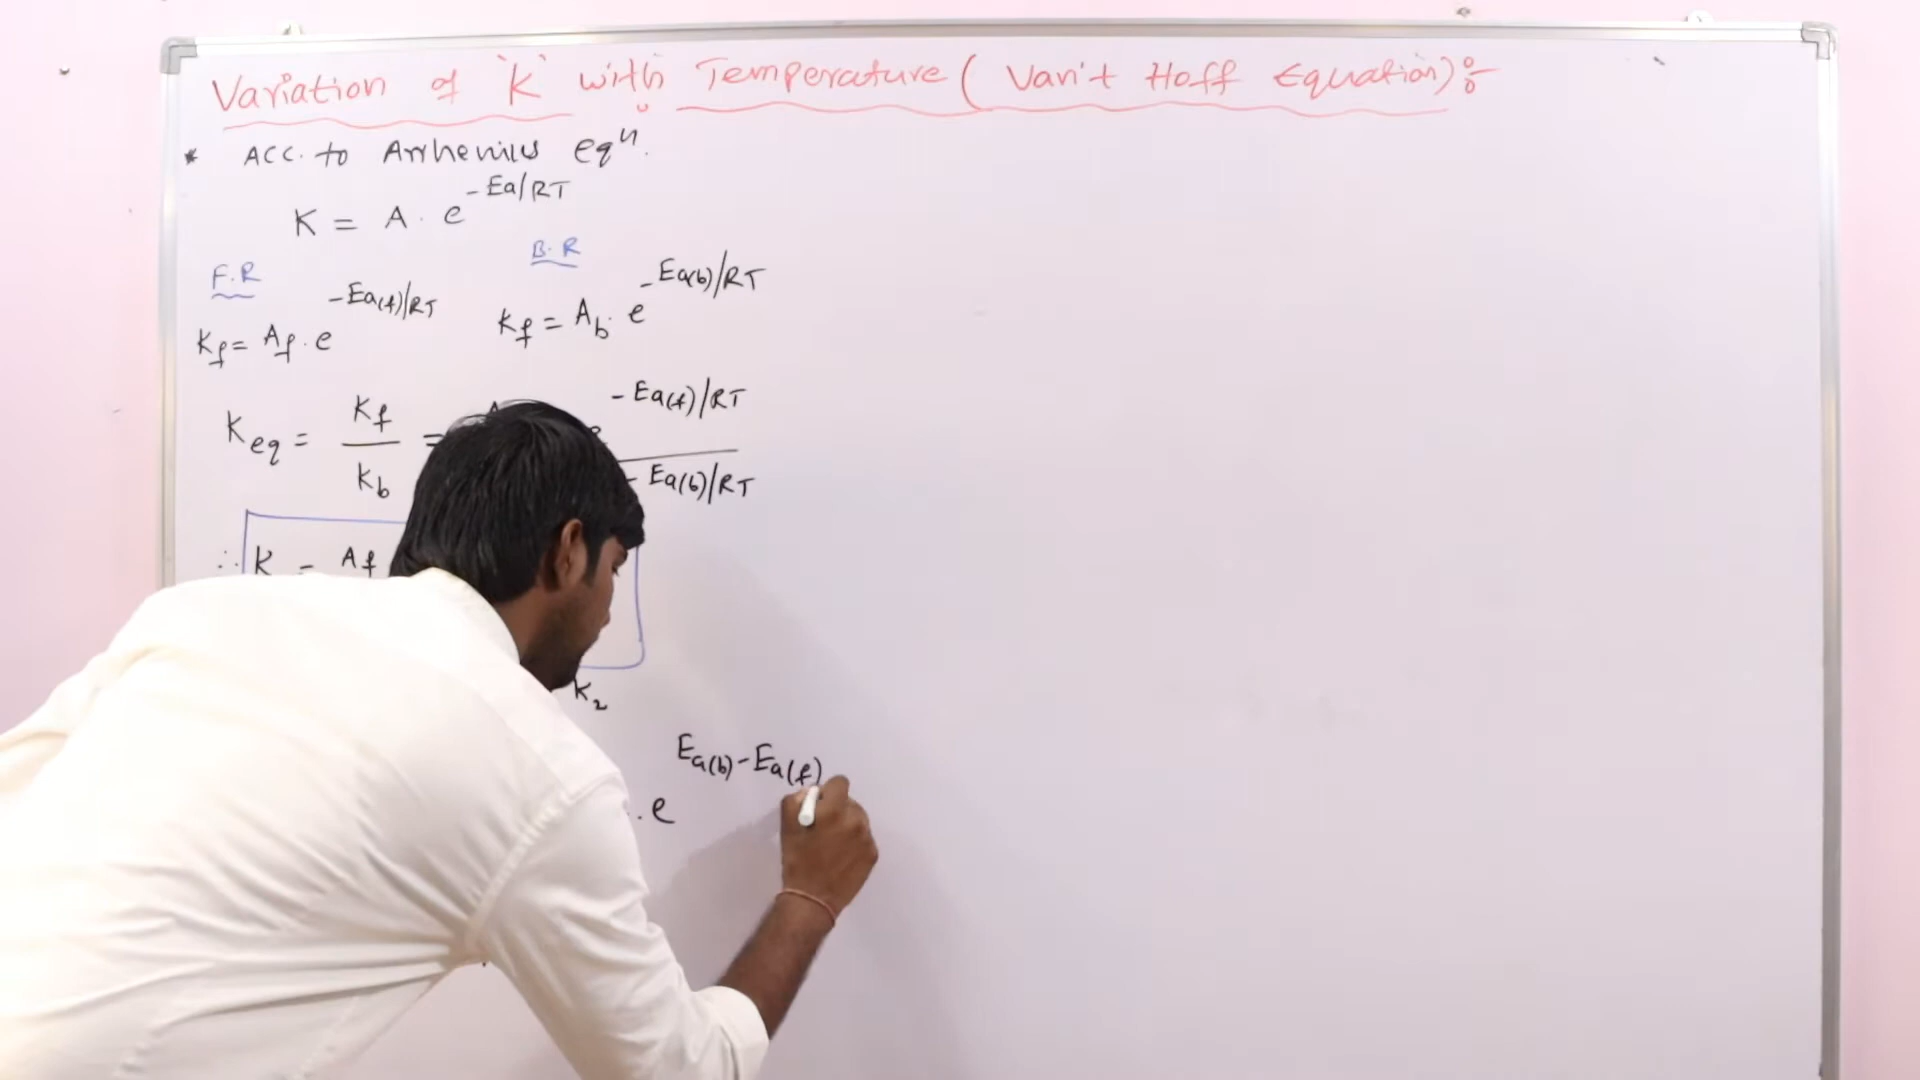 Variation of 'K' with Temperature ( Van't Hoff Equation):-
* ACC. to Arrhenius eqⁿ.
K = A . e^-Ea/RT
F.R B.R
Kf = Af . e^-Ea(f)/RT kf = Ab . e^-Ea(b)/RT
Keq = Kf/kb = -Ea(f)/RT / -Ea(b)/RT
∴ K = Af
K2
. e^Ea(b)-Ea(f)